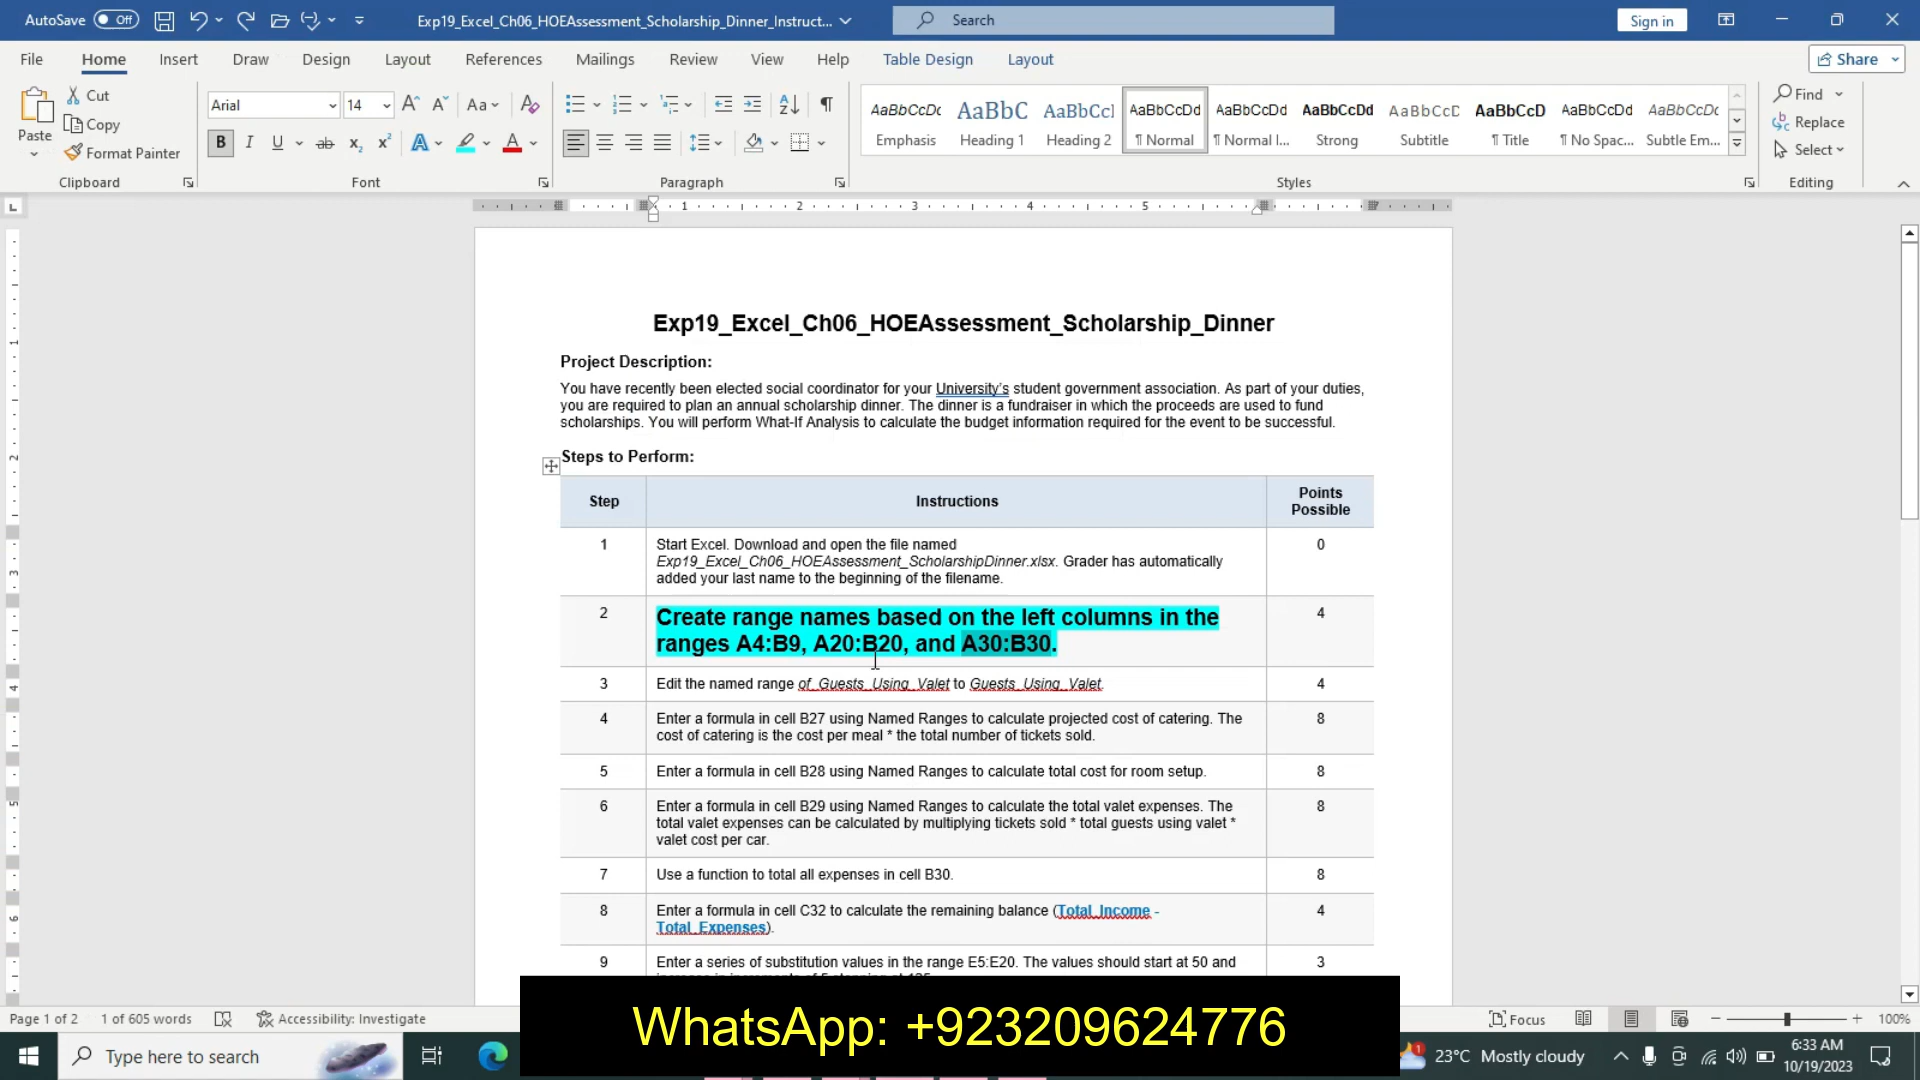 AutoSave Off Exp19_Excel_Ch06_HOEAssessment_Scholarship_Dinner_Instruct... Search Sign in
File Home Insert Draw Design Layout References Mailings Review View Help Table Design Layout Share
Paste Cut Arial 14 Aa AaBbCcDc AaBbC AaBbCcl AaBbCcDd AaBbCcDd AaBbCcDd AaBbCcD AaBbCcD AaBbCcDd AaBbCcDc Find
Copy Replace
Format Painter B I U ab x₂ x² A A Emphasis Heading 1 Heading 2 ¶ Normal ¶ Normal I... Strong Subtitle ¶ Title ¶ No Spac... Subtle Em... Select
Clipboard Font Paragraph Styles Editing
1 2 3 4 5
Exp19_Excel_Ch06_HOEAssessment_Scholarship_Dinner
Project Description:
You have recently been elected social coordinator for your University's student government association. As part of your duties,
you are required to plan an annual scholarship dinner. The dinner is a fundraiser in which the proceeds are used to fund
scholarships. You will perform What-If Analysis to calculate the budget information required for the event to be successful.
Steps to Perform:
Step Instructions Points
Possible
1 Start Excel. Download and open the file named 0
Exp19_Excel_Ch06_HOEAssessment_ScholarshipDinner.xlsx. Grader has automatically
added your last name to the beginning of the filename.
2 Create range names based on the left columns in the 4
ranges A4:B9, A20:B20, and A30:B30.
3 Edit the named range of_Guests_Using_Valet to Guests_Using_Valet. 4
4 Enter a formula in cell B27 using Named Ranges to calculate projected cost of catering. The 8
cost of catering is the cost per meal * the total number of tickets sold.
5 Enter a formula in cell B28 using Named Ranges to calculate total cost for room setup. 8
6 Enter a formula in cell B29 using Named Ranges to calculate the total valet expenses. The 8
total valet expenses can be calculated by multiplying tickets sold * total guests using valet *
valet cost per car.
7 Use a function to total all expenses in cell B30. 8
8 Enter a formula in cell C32 to calculate the remaining balance (Total_Income - 4
Total_Expenses).
9 Enter a series of substitution values in the range E5:E20. The values should start at 50 and 3
WhatsApp: +923209624776
Page 1 of 2 1 of 605 words Accessibility: Investigate Focus 100%
Type here to search 23°C Mostly cloudy 6:33 AM
10/19/2023